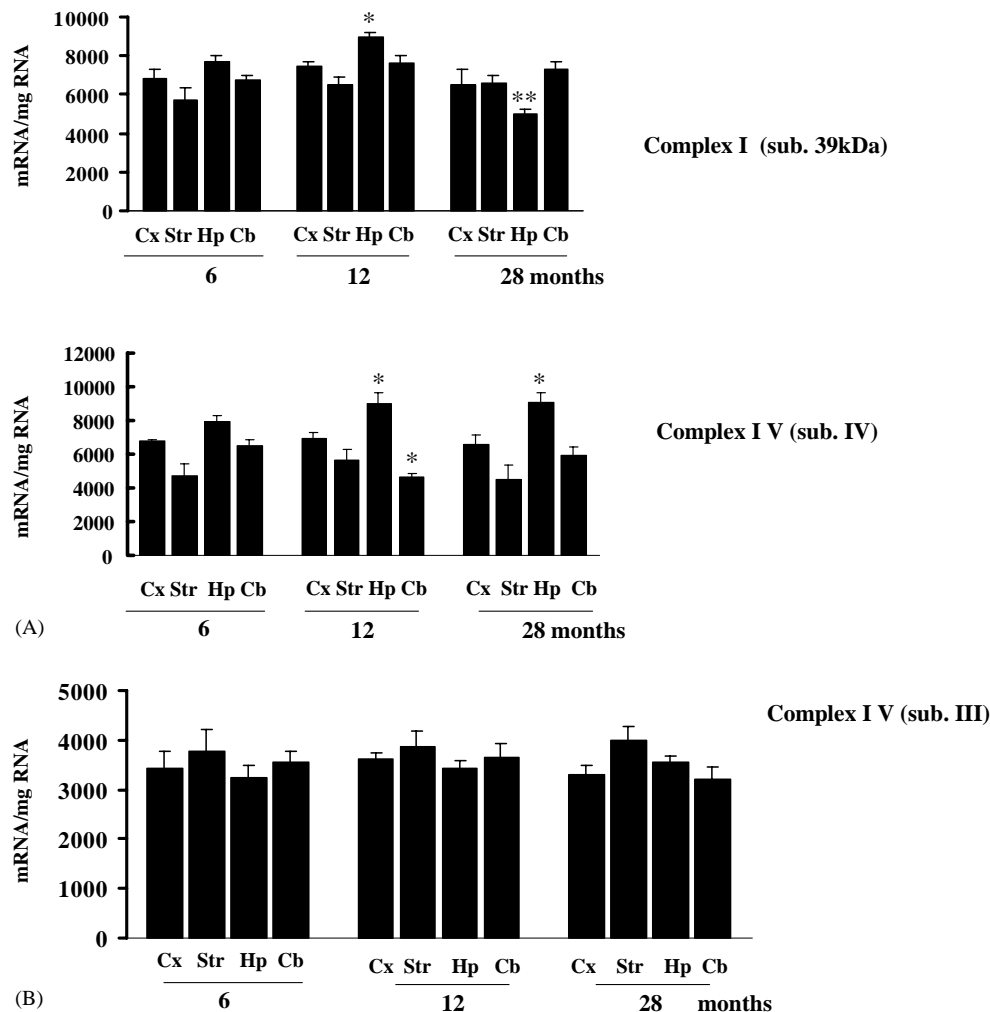 10000
8000
6000
4000
2000
0
mRNA/mg RNA
*
**
Cx Str Hp Cb
Cx Str Hp Cb
Cx Str Hp Cb
6
12
28 months
Complex I (sub. 39kDa)
12000
10000
8000
6000
4000
2000
0
mRNA/mg RNA
*
*
*
Cx Str Hp Cb
Cx Str Hp Cb
Cx Str Hp Cb
6
12
28 months
Complex I V (sub. IV)
(A)
5000
4000
3000
2000
1000
0
mRNA/mg RNA
Cx Str Hp Cb
Cx Str Hp Cb
Cx Str Hp Cb
6
12
28 months
Complex I V (sub. III)
(B)